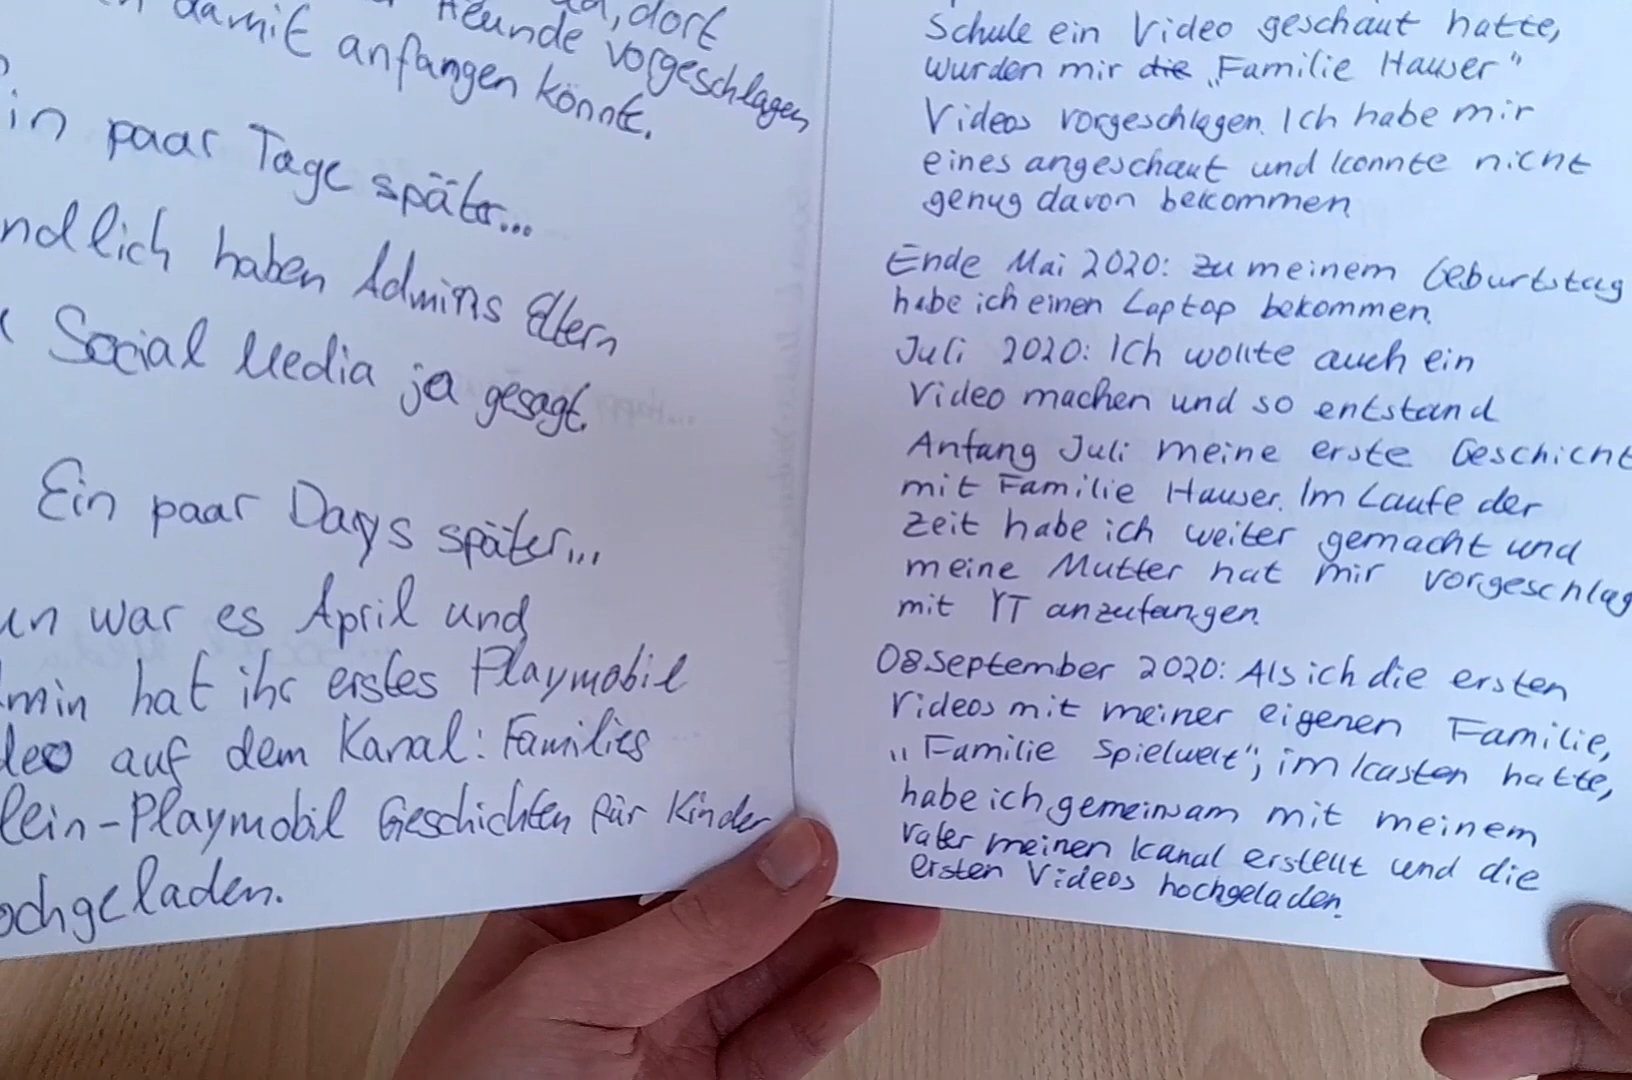 dort
damit Freunde vorgeschlagen
anfangen könnt.
in paar Tage später...
ndlich haben Admins Eltern
Social Media ja gesagt.
Ein paar Days später...
un war es April und
min hat ihr erstes Playmobil
deo auf dem Kanal: Families
lein-Playmobil Geschichten für Kinder
ochgeladen.
Schule ein Video geschaut hatte,
wurden mir die „Familie Hauser"
Videos vorgeschlagen. Ich habe mir
eines angeschaut und konnte nicht
genug davon bekommen
Ende Mai 2020: Zu meinem Geburtstag
habe ich einen Laptop bekommen.
Juli 2020: Ich wollte auch ein
Video machen und so entstand
Anfang Juli meine erste Geschicht
mit Familie Hauser. Im Laufe der
Zeit habe ich weiter gemacht und
meine Mutter hat mir vorgeschlag
mit YT anzufangen.
08.September 2020: Als ich die ersten
Videos mit meiner eigenen Familie,
„Familie Spielwelt", im Kasten hatte,
habe ich gemeinsam mit meinem
Vater meinen Kanal erstellt und die
ersten Videos hochgeladen.